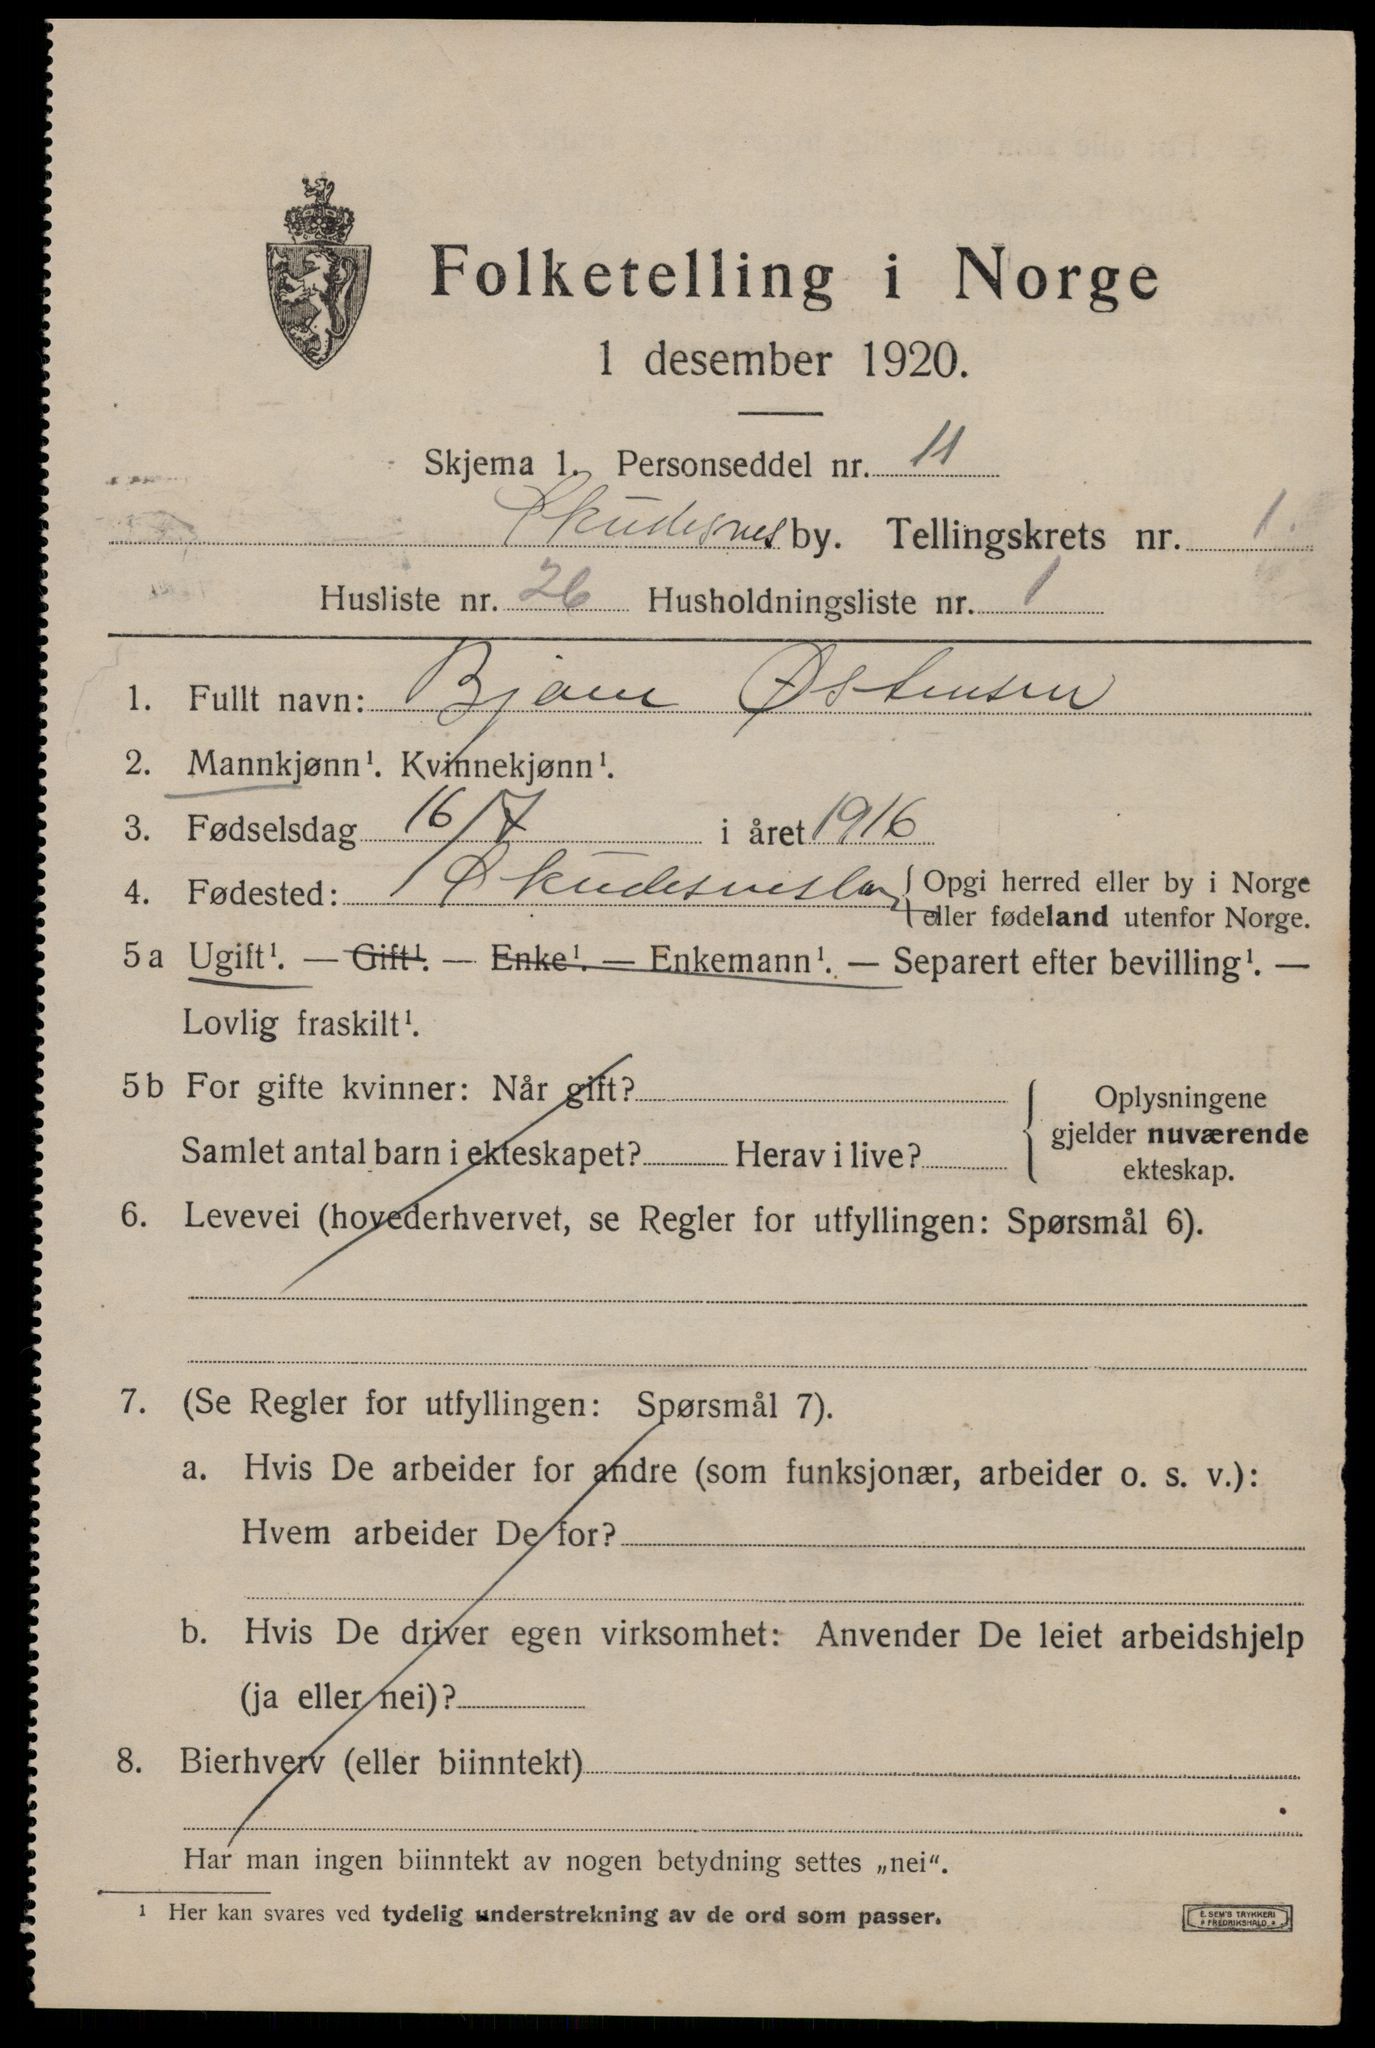 Folketelling i Norge
1 desember 1920.
Skjema 1. Personseddel nr. 11
Skudesnes by. Tellingskrets nr. 1.
Husliste nr. 26 Husholdningsliste nr. 1
1. Fullt navn: Bjarne Østensen
2. Mannkjønn¹. Kvinnekjønn¹.
3. Fødselsdag 16/7 i året 1916
4. Fødested: { Opgi herred eller by i Norge
eller fødeland utenfor Norge.
5a Ugift¹. — Gift¹. — Enke¹. — Enkemann¹. — Separert efter bevilling¹. —
Lovlig fraskilt¹.
5b For gifte kvinner: Når gift? { Oplysningene
gjelder nuværende
ekteskap.
Samlet antal barn i ekteskapet? Herav i live?
6. Levevei (hovederhvervet, se Regler for utfyllingen: Spørsmål 6).
7. (Se Regler for utfyllingen: Spørsmål 7).
a. Hvis De arbeider for andre (som funksjonær, arbeider o. s. v.):
Hvem arbeider De for?
b. Hvis De driver egen virksomhet: Anvender De leiet arbeidshjelp
(ja eller nei)?
8. Bierhverv (eller biinntekt)
Har man ingen biinntekt av nogen betydning settes „nei“.
¹ Her kan svares ved tydelig understrekning av de ord som passer.
E. SEM'S TRYKKERI
FREDRIKSHALD